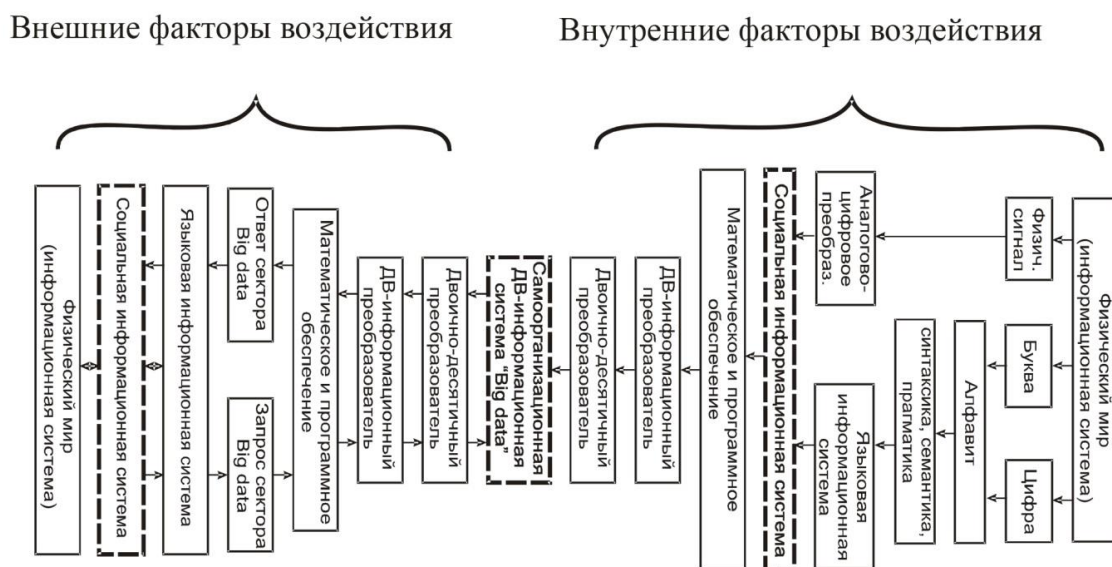 Внешние факторы воздействия
Внутренние факторы воздействия
Физический мир
(информационная система)
Социальная информационная система
Языковая информационная система
Ответ сектора
Big data
Запрос сектора
Big data
Математическое и программное
обеспечение
ДВ-информационный
преобразователь
Двоично-десятичный
преобразователь
Самоорганизационная
ДВ-информационная
система "Big data"
Двоично-десятичный
преобразователь
ДВ-информационный
преобразователь
Математическое и программное
обеспечение
Социальная информационная система
Аналогово-
цифровое
преобраз.
Языковая
информационная
система
синтаксика, семантика,
прагматика
Алфавит
Физич.
сигнал
Буква
Цифра
Физический мир
(информационная система)